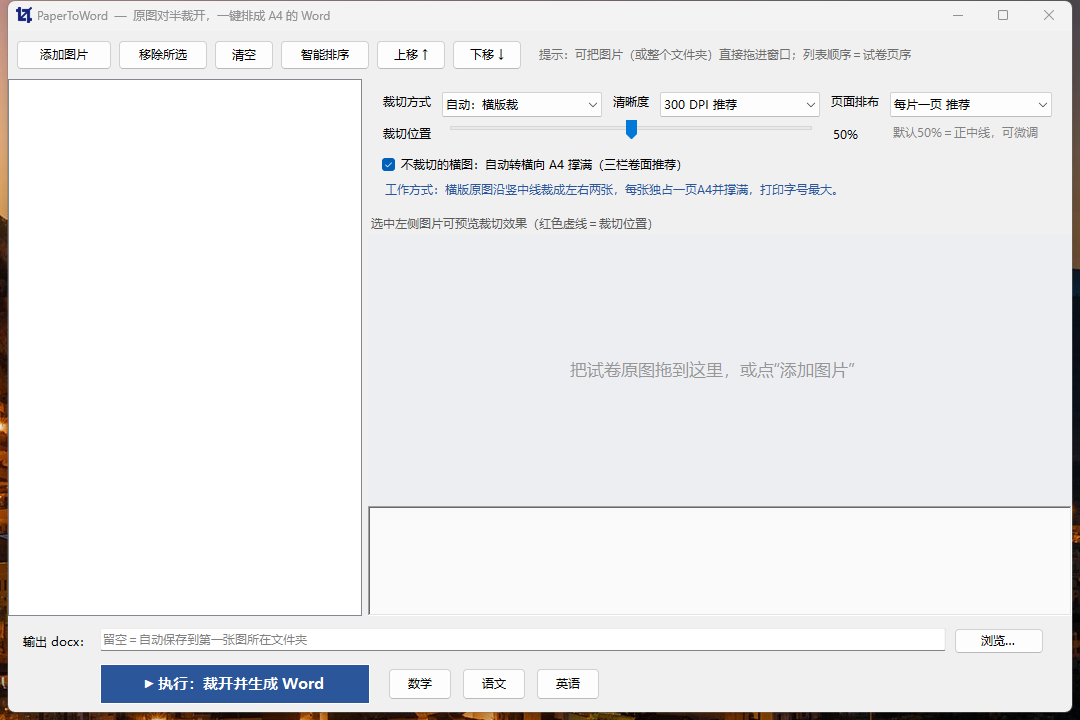 PaperToWord — 原图对半裁开，一键排成 A4 的 Word
添加图片 移除所选 清空 智能排序 上移↑ 下移↓ 提示：可把图片（或整个文件夹）直接拖进窗口；列表顺序＝试卷页序
裁切方式 自动：横版裁 清晰度 300 DPI 推荐 页面排布 每片一页 推荐
裁切位置 50% 默认50%＝正中线，可微调
不裁切的横图：自动转横向 A4 撑满（三栏卷面推荐）
工作方式：横版原图沿竖中线裁成左右两张，每张独占一页A4并撑满，打印字号最大。
选中左侧图片可预览裁切效果（红色虚线＝裁切位置）
把试卷原图拖到这里，或点“添加图片”
输出 docx: 留空＝自动保存到第一张图所在文件夹 浏览...
▶ 执行：裁开并生成 Word 数学 语文 英语